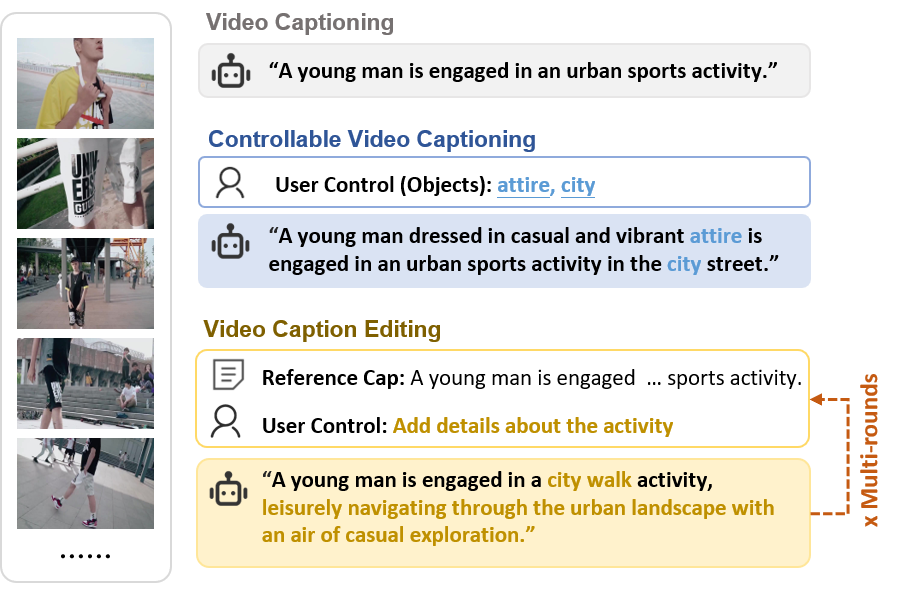 Video Captioning
“A young man is engaged in an urban sports activity.”
Controllable Video Captioning
User Control (Objects): attire, city
“A young man dressed in casual and vibrant attire is
engaged in an urban sports activity in the city street.”
Video Caption Editing
Reference Cap: A young man is engaged ... sports activity.
User Control: Add details about the activity
“A young man is engaged in a city walk activity,
leisurely navigating through the urban landscape with
an air of casual exploration.”
x Multi-rounds
UNIV
ERS
......